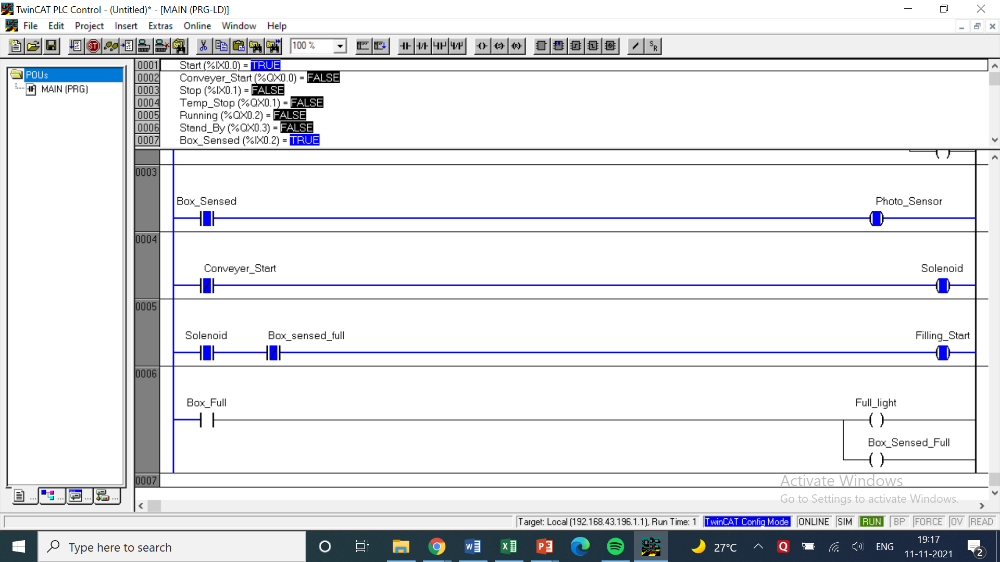 TwinCAT PLC Control - (Untitled)* - [MAIN (PRG-LD)]
File Edit Project Insert Extras Online Window Help
ST 100 % S R
POUs
MAIN (PRG)
0001 Start (%IX0.0) = TRUE
0002 Conveyer_Start (%QX0.0) = FALSE
0003 Stop (%IX0.1) = FALSE
0004 Temp_Stop (%QX0.1) = FALSE
0005 Running (%QX0.2) = FALSE
0006 Stand_By (%QX0.3) = FALSE
0007 Box_Sensed (%IX0.2) = TRUE
0003
Box_Sensed Photo_Sensor
0004
Conveyer_Start Solenoid
0005
Solenoid Box_sensed_full Filling_Start
0006
Box_Full Full_light
Box_Sensed_Full
0007
Activate Windows
Go to Settings to activate Windows.
... ... ... ...
Target: Local (192.168.43.196.1.1), Run Time: 1 TwinCAT Config Mode ONLINE SIM RUN BP FORCE OV READ
Type here to search
27°C ENG
19:17
11-11-2021
2